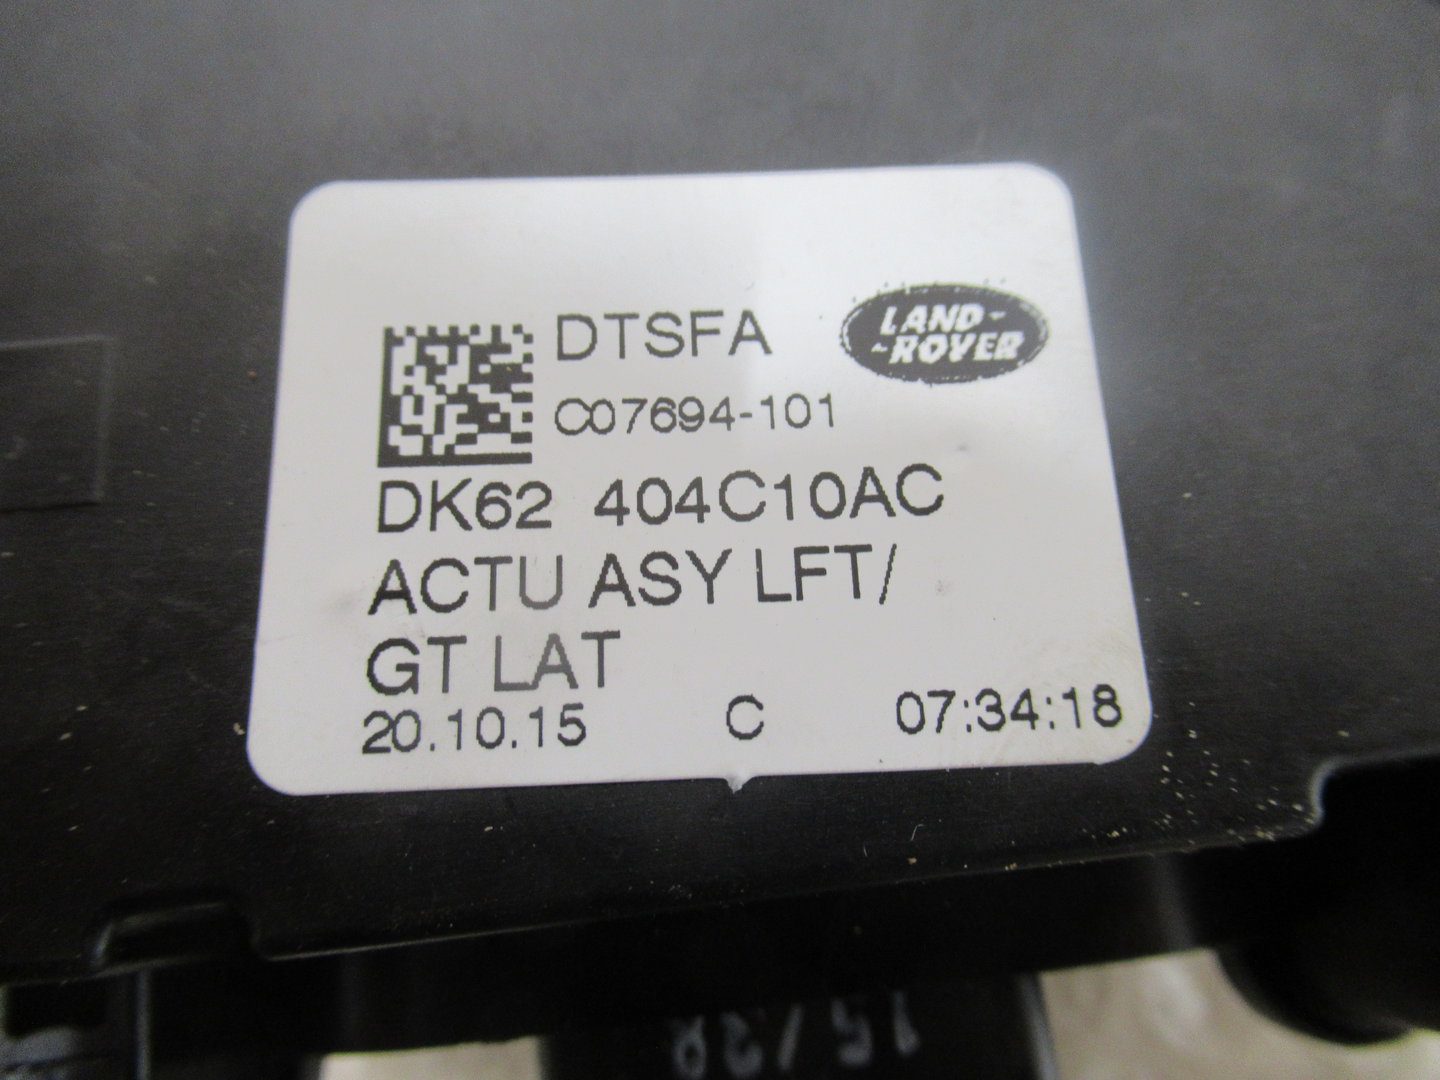 DTSFA
LAND-
-ROVER
C07694-101
DK62 404C10AC
ACTU ASY LFT/
GT LAT
20.10.15 C 07:34:18